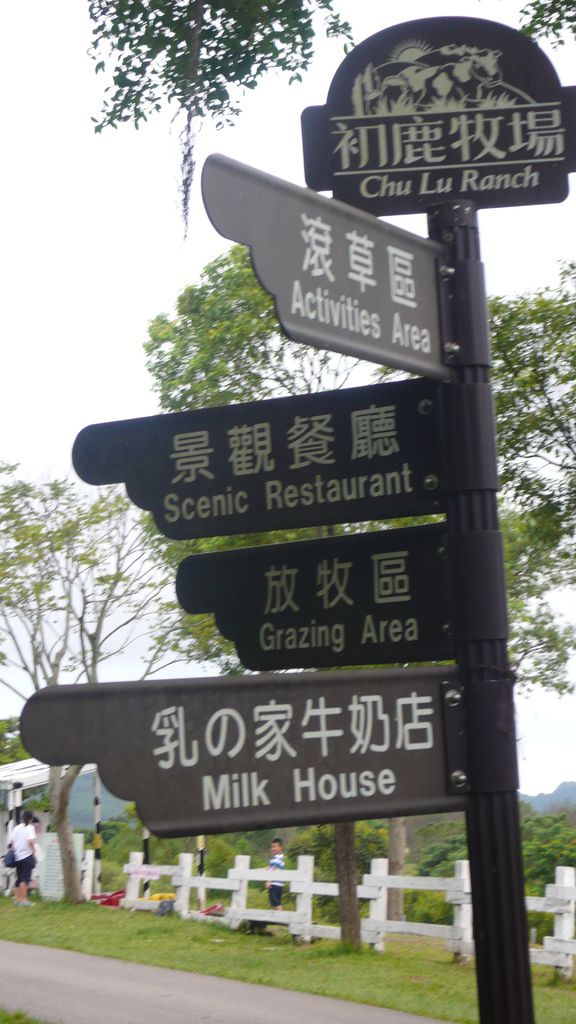 初鹿牧場
Chu Lu Ranch
滾草區
Activities Area
景觀餐廳
Scenic Restaurant
放牧區
Grazing Area
乳の家牛奶店
Milk House